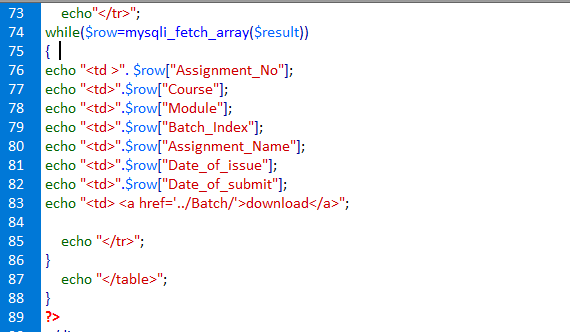 73 echo"</tr>";
74 while($row=mysqli_fetch_array($result))
75 {
76 echo "<td >". $row["Assignment_No"];
77 echo "<td>".$row["Course"];
78 echo "<td>".$row["Module"];
79 echo "<td>".$row["Batch_Index"];
80 echo "<td>".$row["Assignment_Name"];
81 echo "<td>".$row["Date_of_issue"];
82 echo "<td>".$row["Date_of_submit"];
83 echo "<td> <a href='../Batch/'>download</a>";
84
85 echo "</tr>";
86 }
87 echo "</table>";
88 }
89 ?>